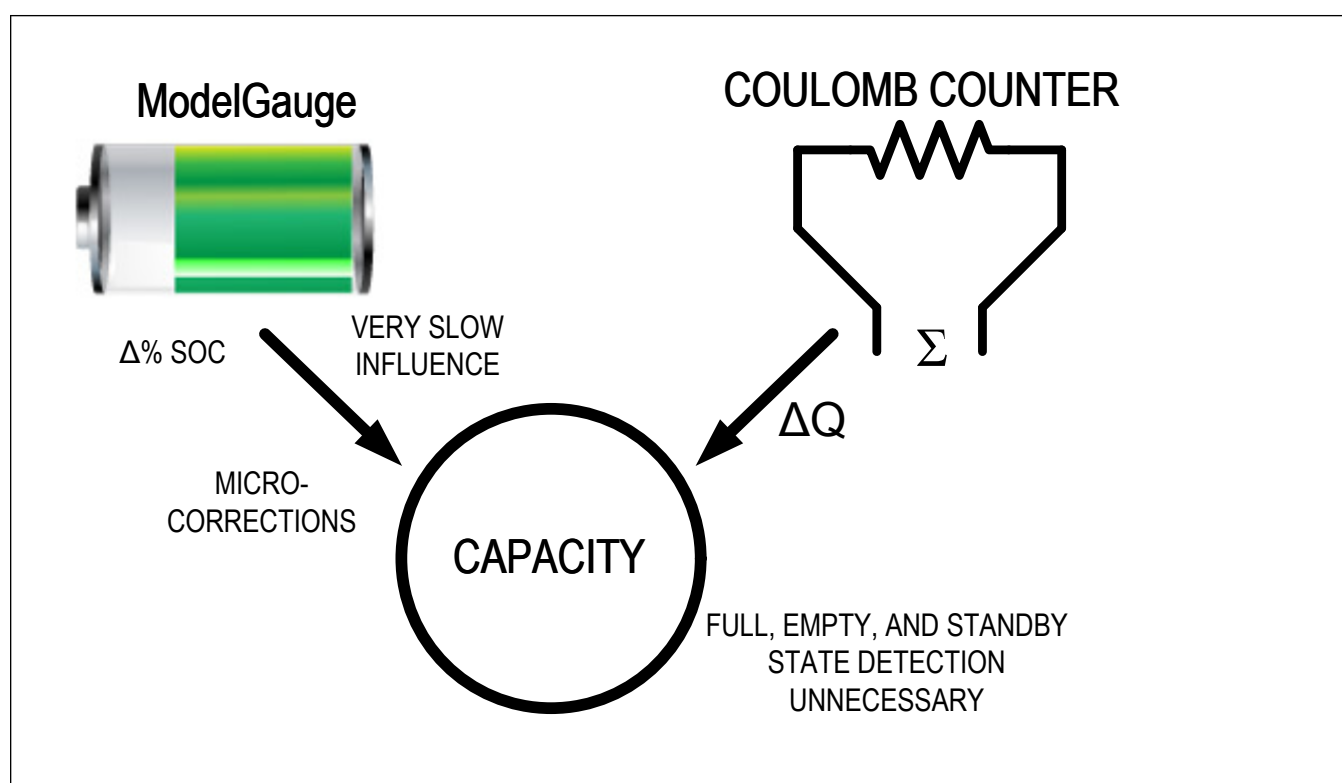 ModelGauge
COULOMB COUNTER
Δ% SOC
VERY SLOW
INFLUENCE
Σ
ΔQ
MICRO-
CORRECTIONS
CAPACITY
FULL, EMPTY, AND STANDBY
STATE DETECTION
UNNECESSARY